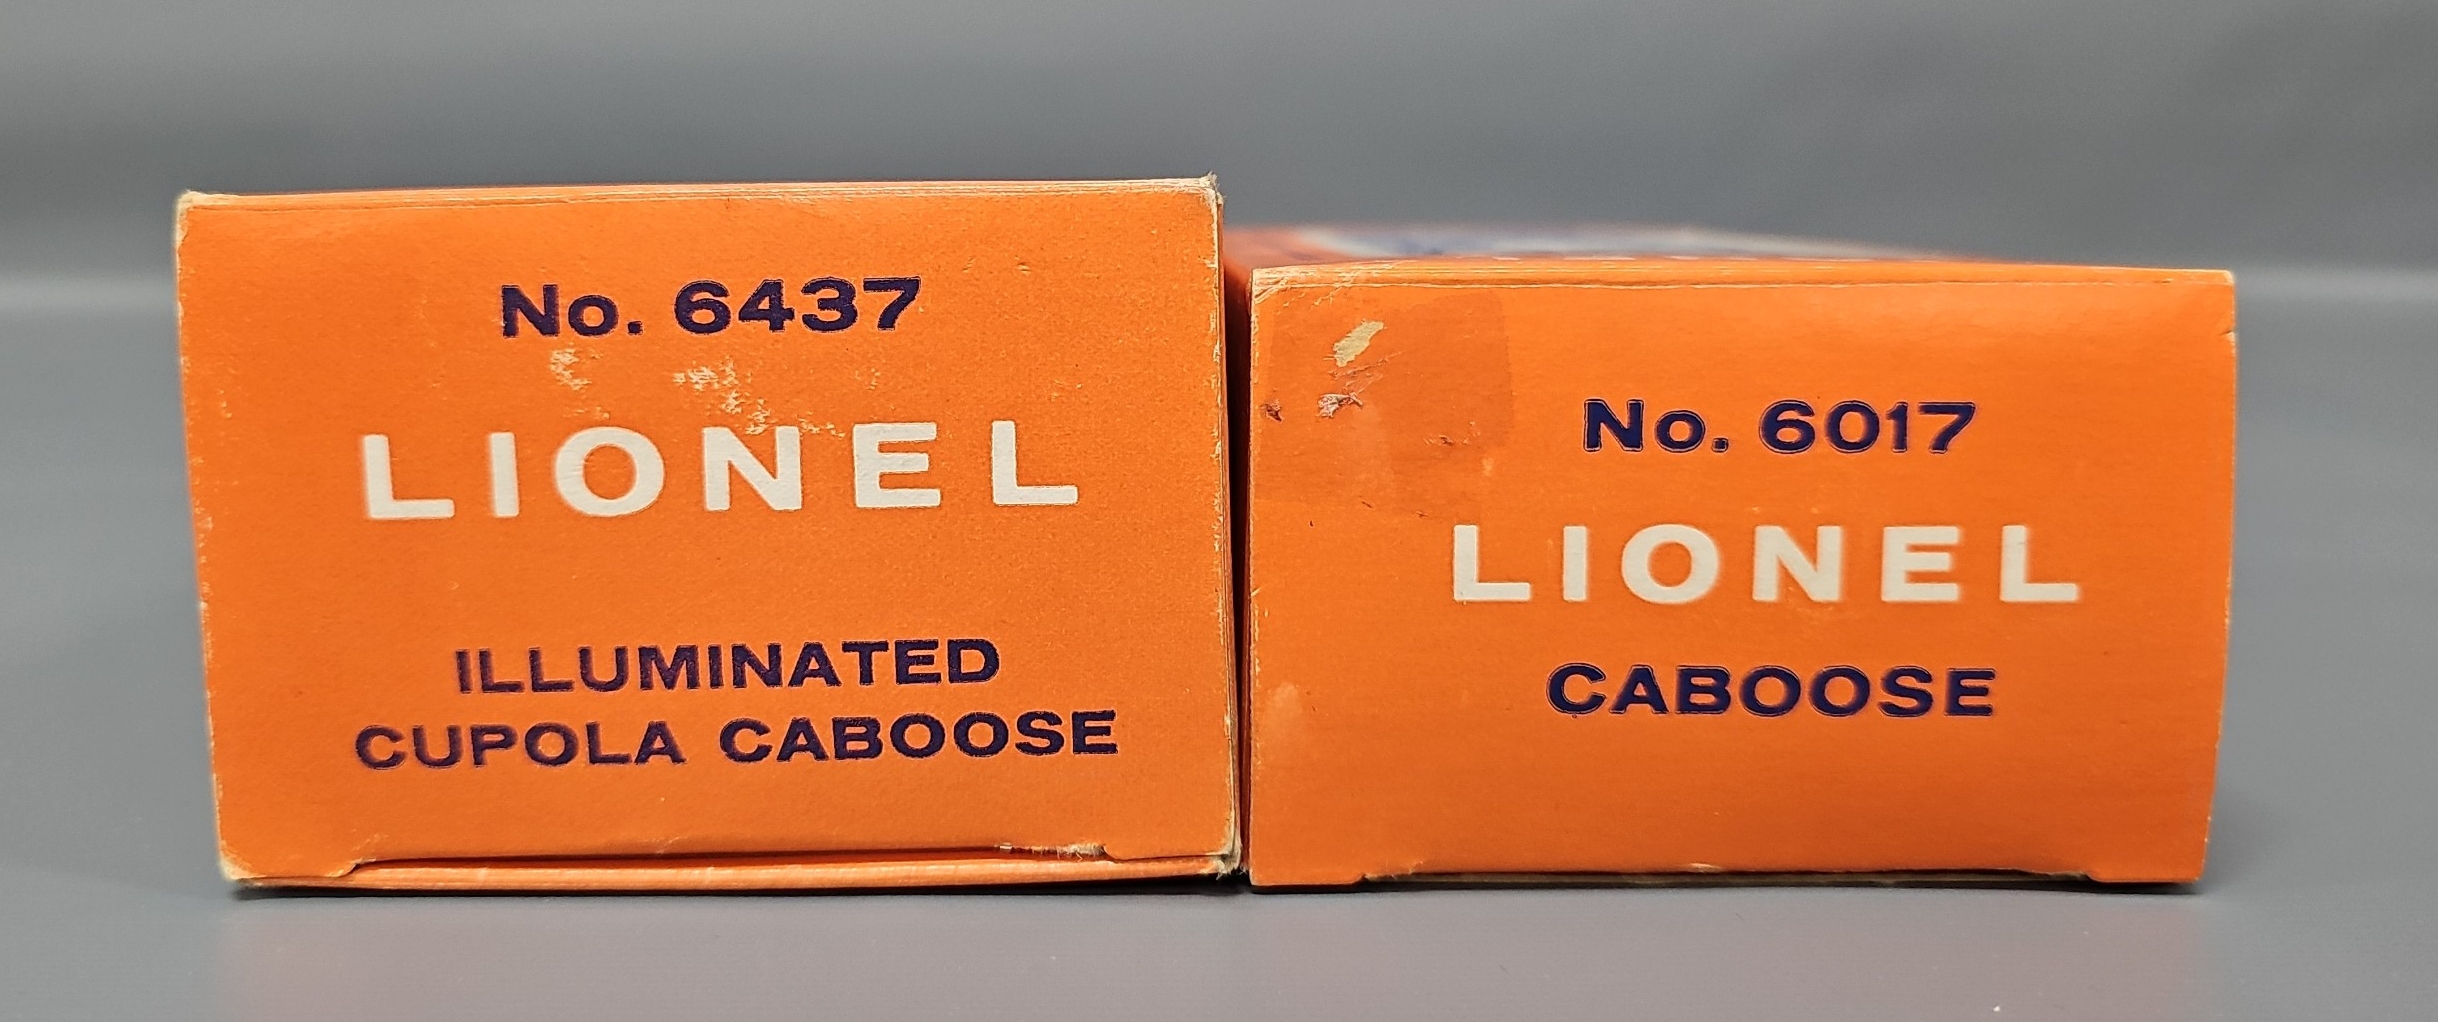 No. 6437
LIONEL
ILLUMINATED
CUPOLA CABOOSE
No. 6017
LIONEL
CABOOSE